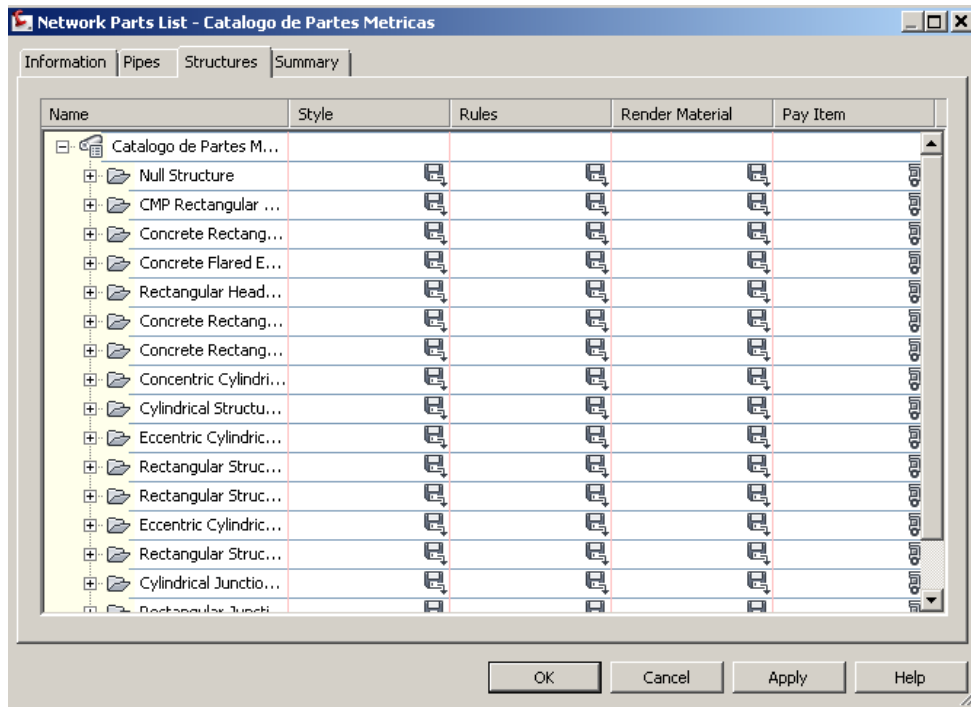 Network Parts List - Catalogo de Partes Metricas
Information Pipes Structures Summary
Name Style Rules Render Material Pay Item
Catalogo de Partes M...
Null Structure
CMP Rectangular ...
Concrete Rectang...
Concrete Flared E...
Rectangular Head...
Concrete Rectang...
Concrete Rectang...
Concentric Cylindri...
Cylindrical Structu...
Eccentric Cylindric...
Rectangular Struc...
Rectangular Struc...
Eccentric Cylindric...
Rectangular Struc...
Cylindrical Junctio...
Rectangular Juncti...
OK Cancel Apply Help